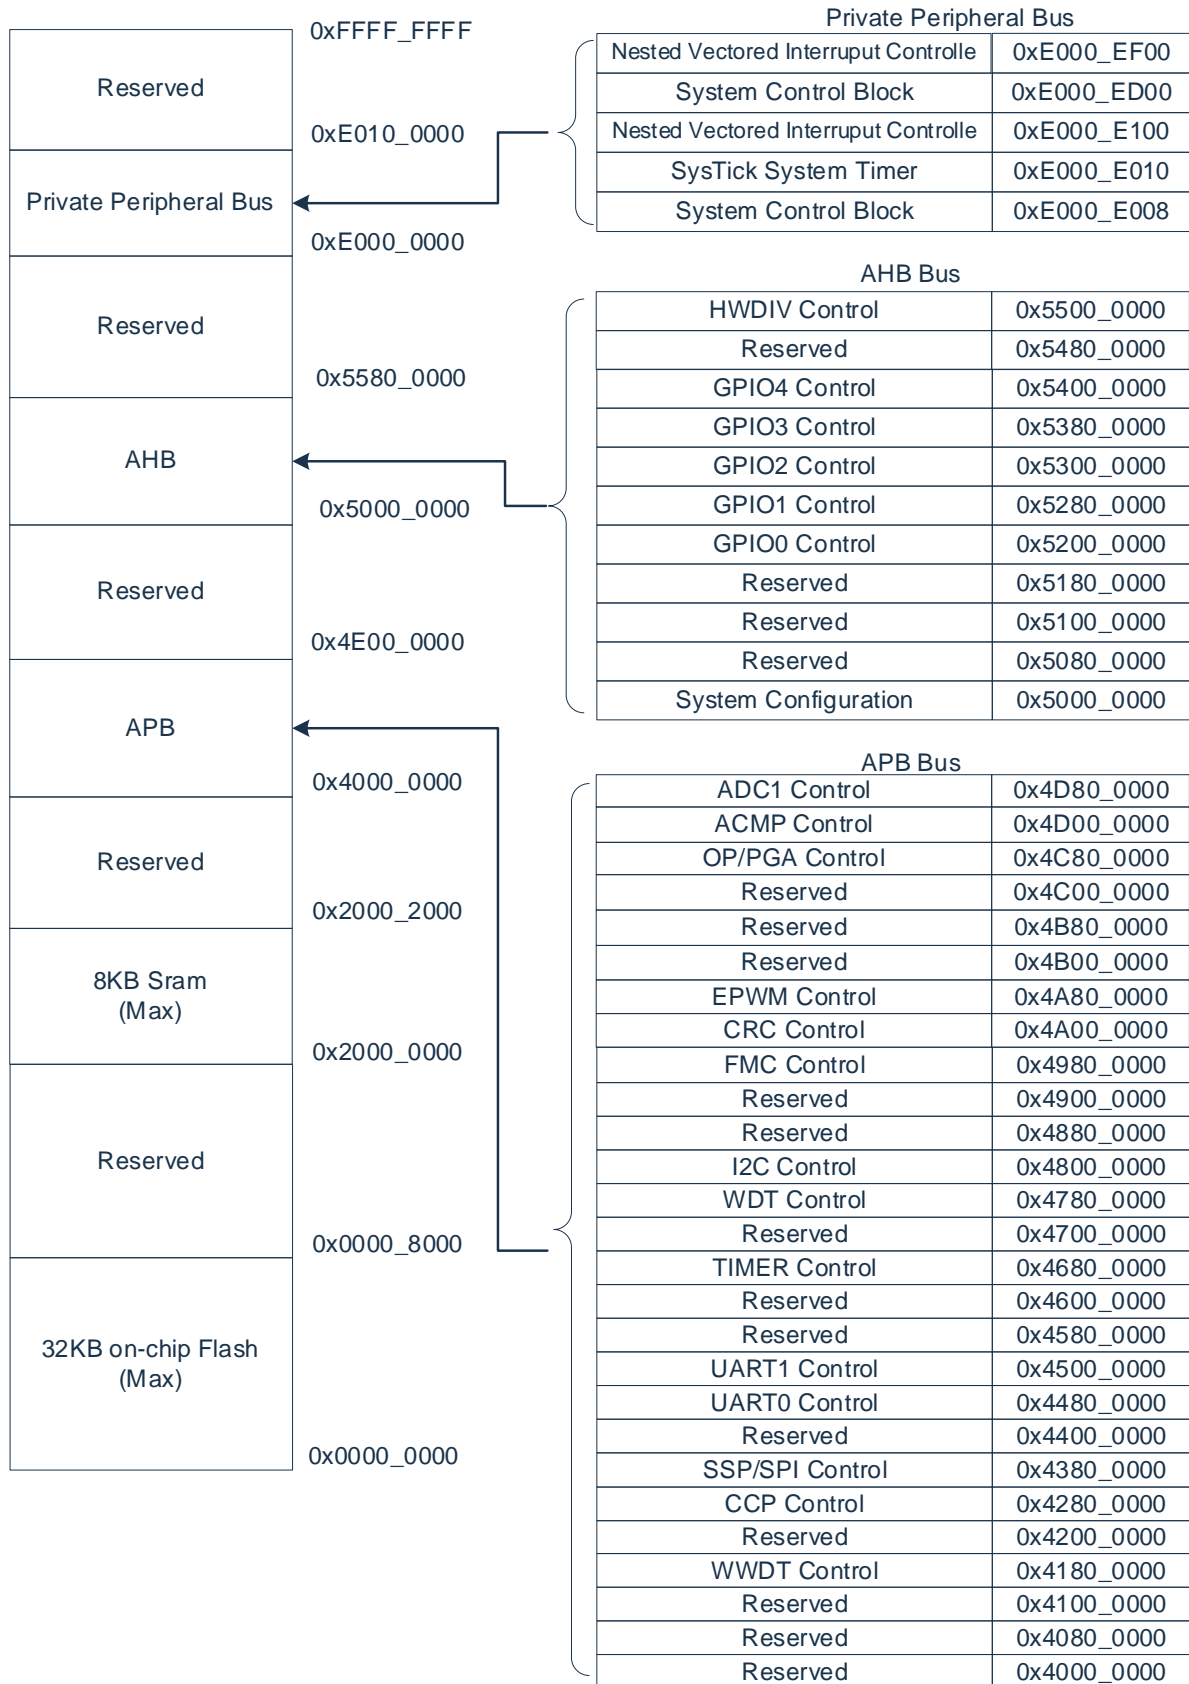 0xFFFF_FFFF
Reserved
0xE010_0000
Private Peripheral Bus
0xE000_0000
Reserved
0x5580_0000
AHB
0x5000_0000
Reserved
0x4E00_0000
APB
0x4000_0000
Reserved
0x2000_2000
8KB Sram
(Max)
0x2000_0000
Reserved
0x0000_8000
32KB on-chip Flash
(Max)
0x0000_0000
Private Peripheral Bus
Nested Vectored Interruput Controlle 0xE000_EF00
System Control Block 0xE000_ED00
Nested Vectored Interruput Controlle 0xE000_E100
SysTick System Timer 0xE000_E010
System Control Block 0xE000_E008
AHB Bus
HWDIV Control 0x5500_0000
Reserved 0x5480_0000
GPIO4 Control 0x5400_0000
GPIO3 Control 0x5380_0000
GPIO2 Control 0x5300_0000
GPIO1 Control 0x5280_0000
GPIO0 Control 0x5200_0000
Reserved 0x5180_0000
Reserved 0x5100_0000
Reserved 0x5080_0000
System Configuration 0x5000_0000
APB Bus
ADC1 Control 0x4D80_0000
ACMP Control 0x4D00_0000
OP/PGA Control 0x4C80_0000
Reserved 0x4C00_0000
Reserved 0x4B80_0000
Reserved 0x4B00_0000
EPWM Control 0x4A80_0000
CRC Control 0x4A00_0000
FMC Control 0x4980_0000
Reserved 0x4900_0000
Reserved 0x4880_0000
I2C Control 0x4800_0000
WDT Control 0x4780_0000
Reserved 0x4700_0000
TIMER Control 0x4680_0000
Reserved 0x4600_0000
Reserved 0x4580_0000
UART1 Control 0x4500_0000
UART0 Control 0x4480_0000
Reserved 0x4400_0000
SSP/SPI Control 0x4380_0000
CCP Control 0x4280_0000
Reserved 0x4200_0000
WWDT Control 0x4180_0000
Reserved 0x4100_0000
Reserved 0x4080_0000
Reserved 0x4000_0000